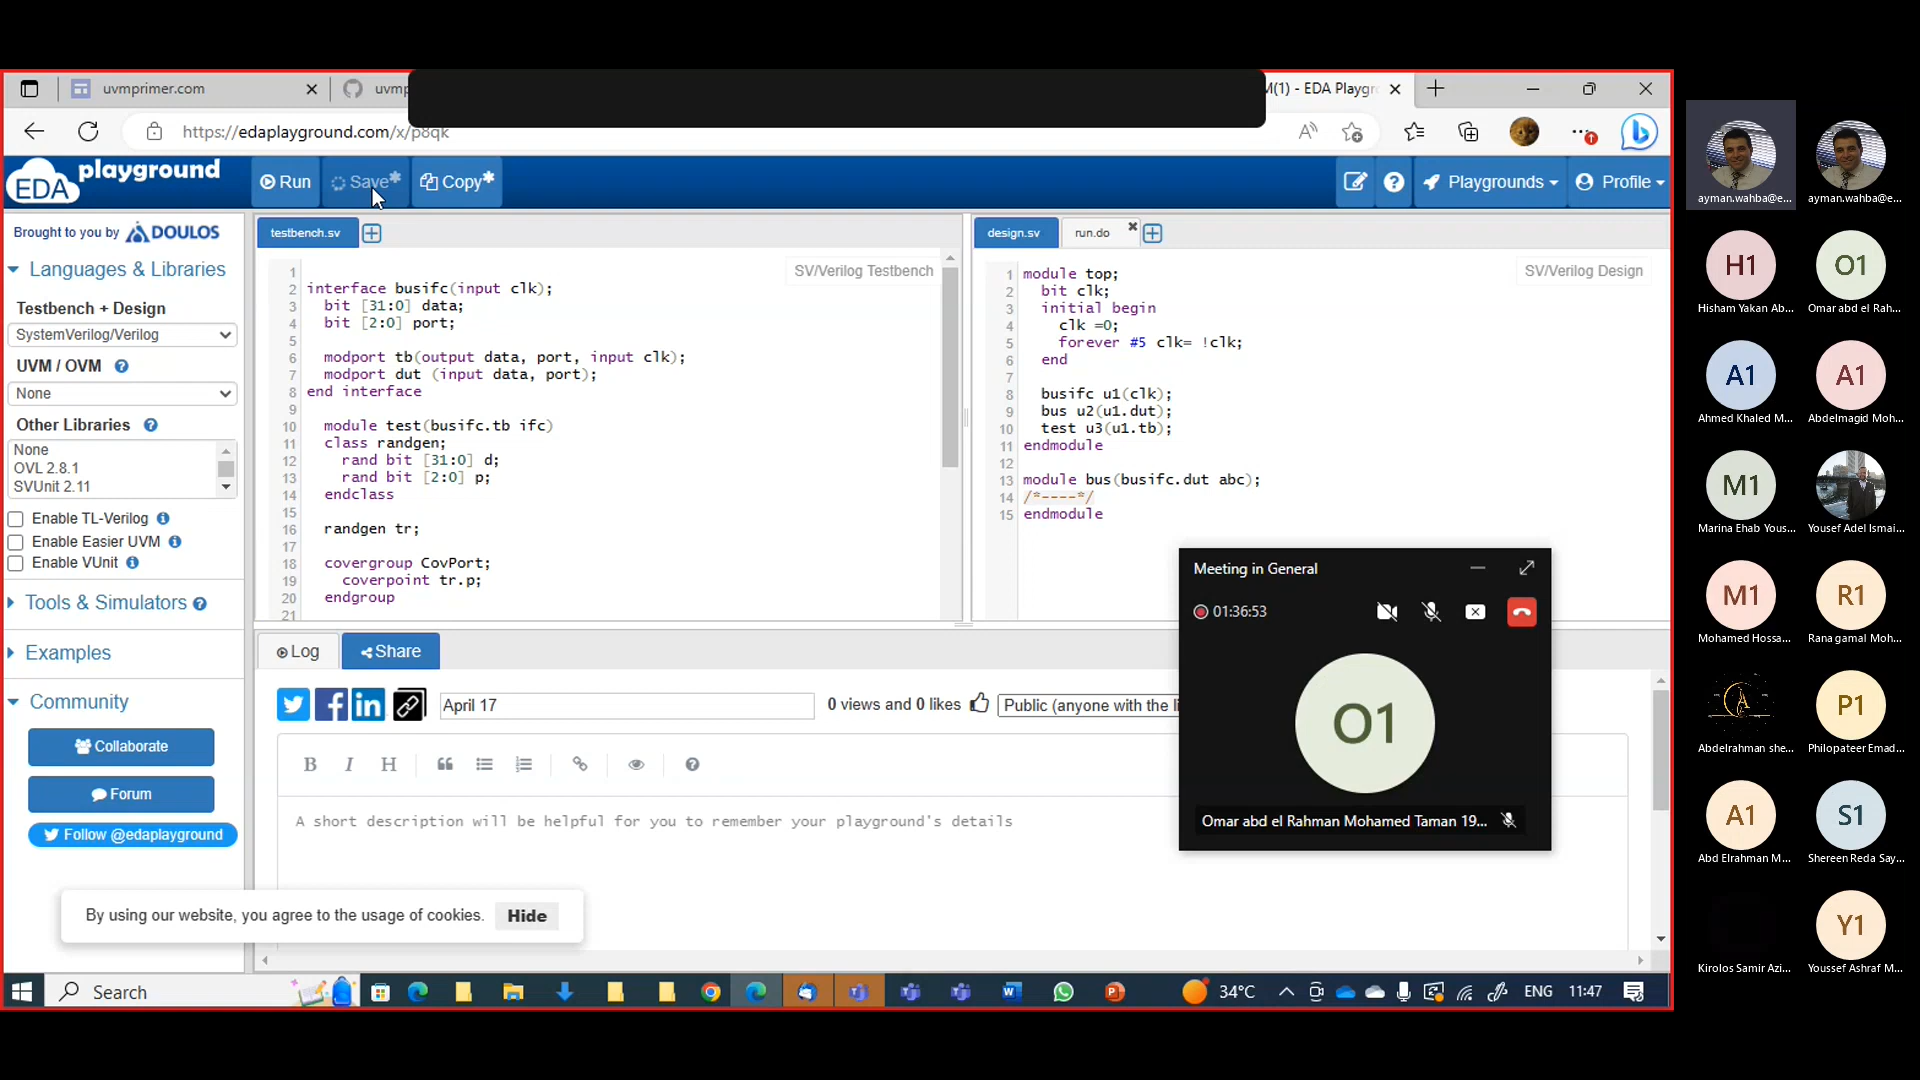 uvmprimer.com
uvmp
M(1) - EDA Playgr
https://edaplayground.com/x/p8qk
EDA playground
Run
Save*
Copy*
Playgrounds
Profile
Brought to you by DOULOS
Languages & Libraries
Testbench + Design
SystemVerilog/Verilog
UVM / OVM
None
Other Libraries
None
OVL 2.8.1
SVUnit 2.11
Enable TL-Verilog
Enable Easier UVM
Enable VUnit
Tools & Simulators
Examples
Community
Collaborate
Forum
Follow @edaplayground
testbench.sv
SV/Verilog Testbench
1
2 interface busifc(input clk);
3 bit [31:0] data;
4 bit [2:0] port;
5
6 modport tb(output data, port, input clk);
7 modport dut (input data, port);
8 end interface
9
10 module test(busifc.tb ifc)
11 class randgen;
12 rand bit [31:0] d;
13 rand bit [2:0] p;
14 endclass
15
16 randgen tr;
17
18 covergroup CovPort;
19 coverpoint tr.p;
20 endgroup
21
design.sv
run.do
SV/Verilog Design
1 module top;
2 bit clk;
3 initial begin
4 clk =0;
5 forever #5 clk= !clk;
6 end
7
8 busifc u1(clk);
9 bus u2(u1.dut);
10 test u3(u1.tb);
11 endmodule
12
13 module bus(busifc.dut abc);
14 /*----*/
15 endmodule
Log
Share
April 17
0 views and 0 likes
Public (anyone with the li
B I H
A short description will be helpful for you to remember your playground's details
By using our website, you agree to the usage of cookies.
Hide
Meeting in General
01:36:53
O1
Omar abd el Rahman Mohamed Taman 19...
Search
34°C
ENG
11:47
ayman.wahba@e...
ayman.wahba@e...
H1
Hisham Yakan Ab...
O1
Omar abd el Rah...
A1
Ahmed Khaled M...
A1
Abdelmagid Moh...
M1
Marina Ehab Yous...
Yousef Adel Ismai...
M1
Mohamed Hossa...
R1
Rana gamal Moh...
Abdelrahman she...
P1
Philopateer Emad...
A1
Abd Elrahman M...
S1
Shereen Reda Say...
Kirolos Samir Azi...
Y1
Youssef Ashraf M...